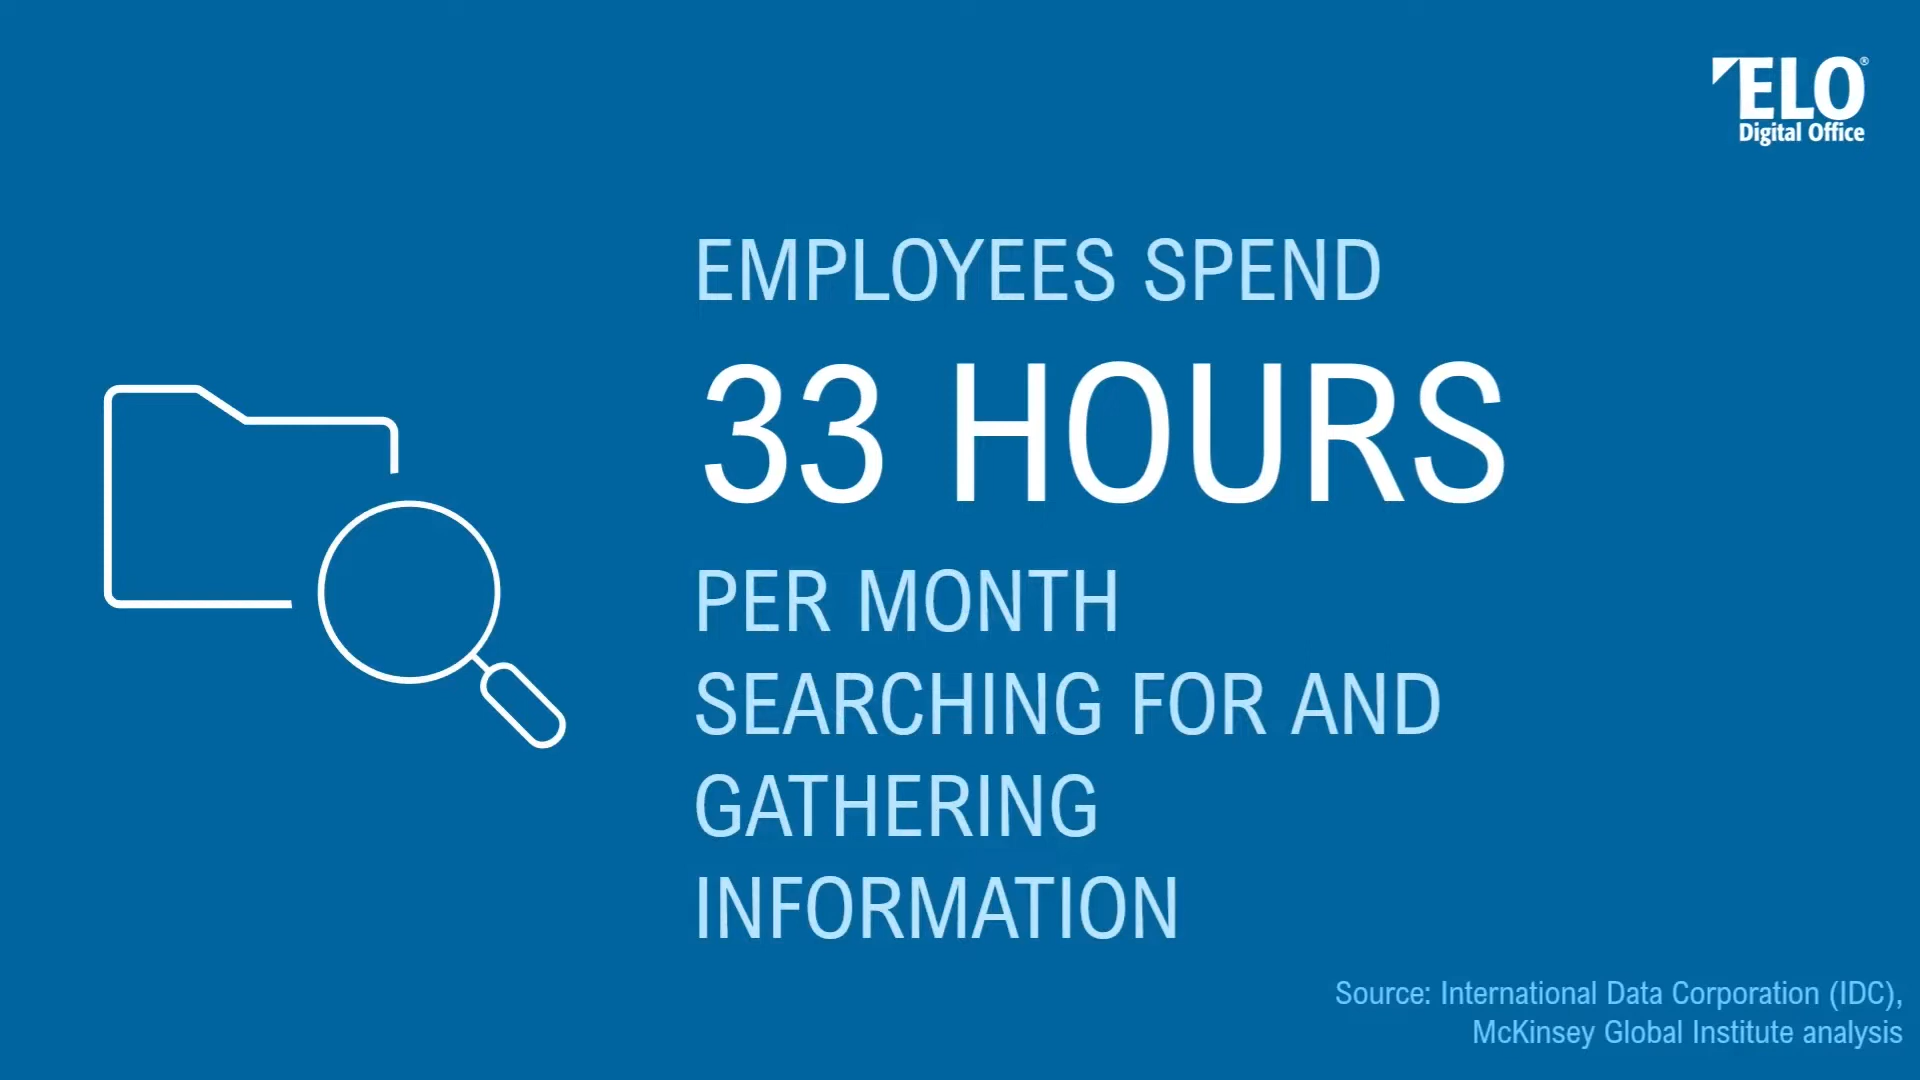 ELO®
Digital Office
EMPLOYEES SPEND
33 HOURS
PER MONTH
SEARCHING FOR AND
GATHERING
INFORMATION
Source: International Data Corporation (IDC),
McKinsey Global Institute analysis